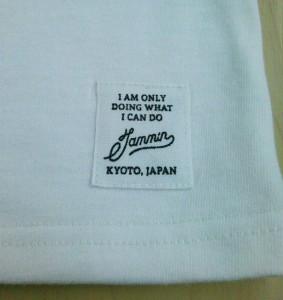 I AM ONLY
DOING WHAT
I CAN DO
Jammin
KYOTO, JAPAN